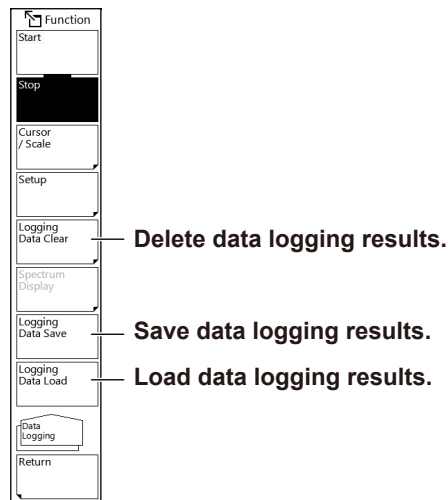 Function
Start
Stop
Cursor
/ Scale
Setup
Logging
Data Clear
Delete data logging results.
Spectrum
Display
Logging
Data Save
Save data logging results.
Logging
Data Load
Load data logging results.
Data
Logging
Return